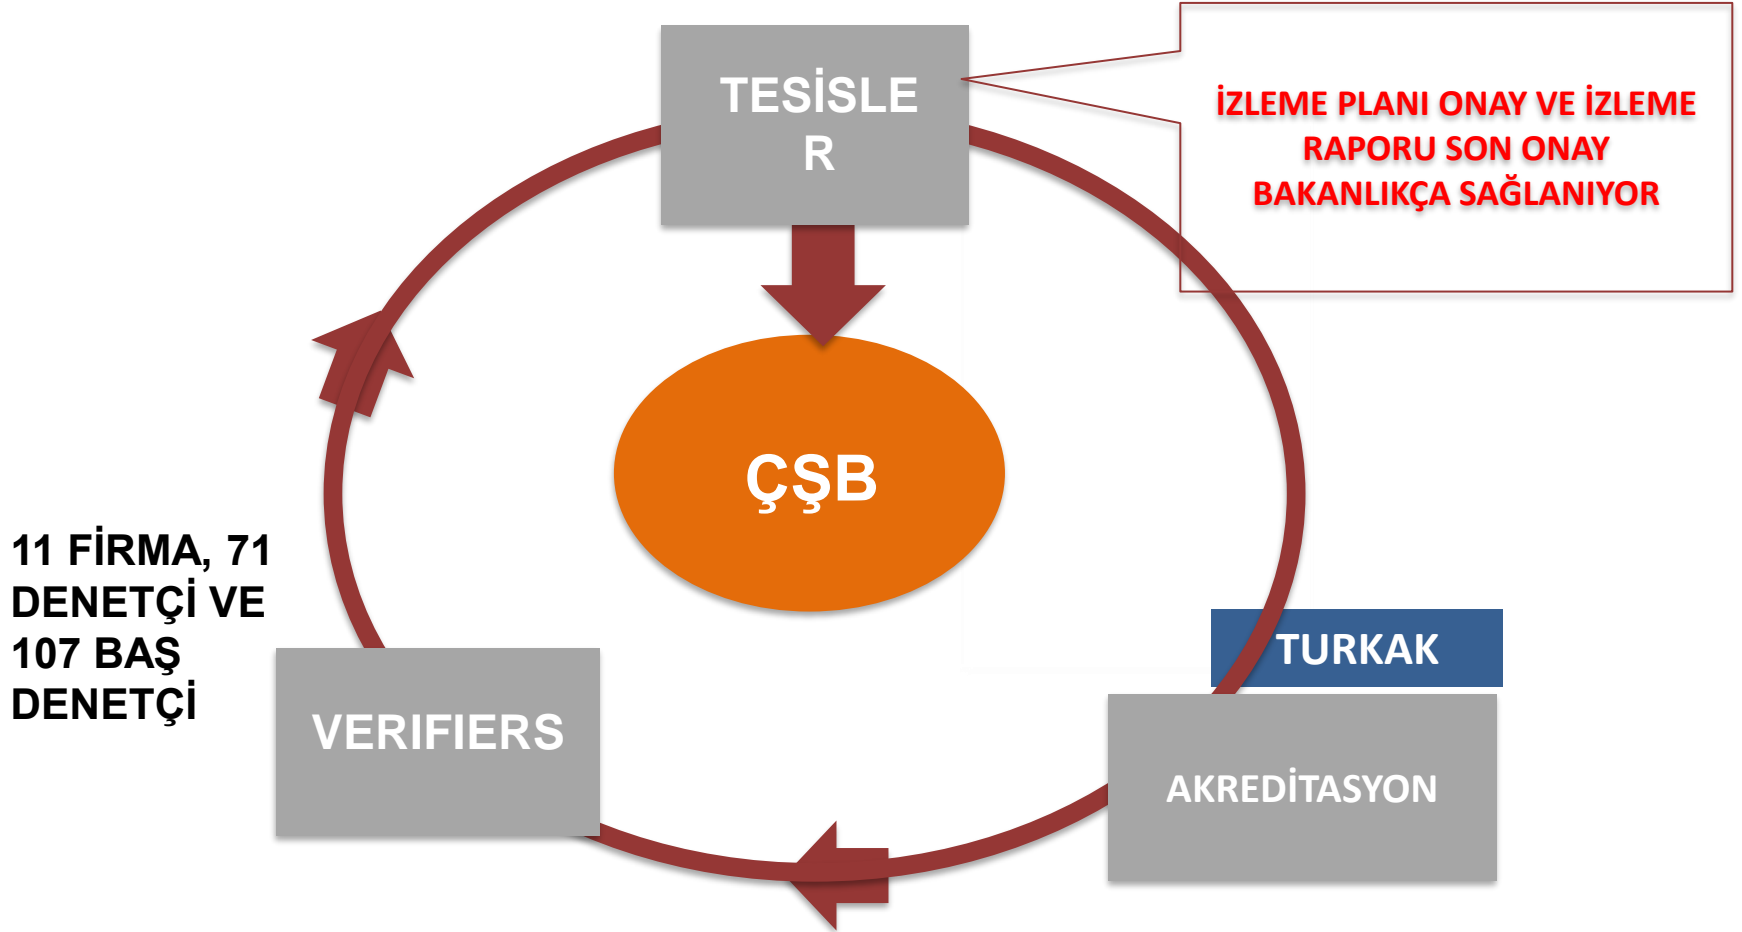 TESİSLE
R
İZLEME PLANI ONAY VE İZLEME
RAPORU SON ONAY
BAKANLIKÇA SAĞLANIYOR
ÇŞB
11 FİRMA, 71
DENETÇİ VE
107 BAŞ
DENETÇİ
VERIFIERS
TURKAK
AKREDİTASYON